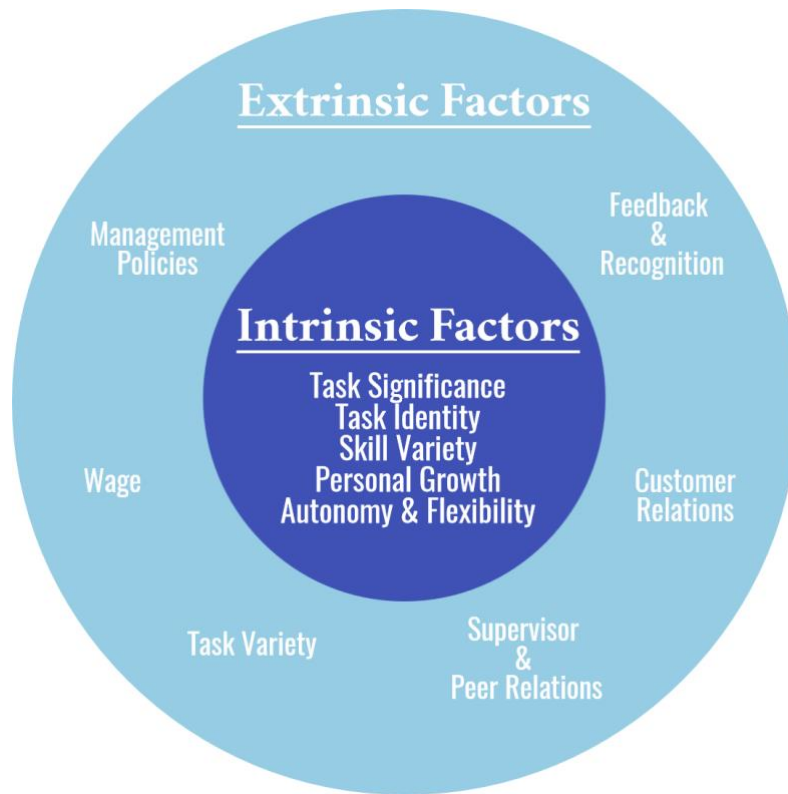 Extrinsic Factors
Management
Policies
Feedback
&
Recognition
Intrinsic Factors
Task Significance
Task Identity
Skill Variety
Personal Growth
Autonomy & Flexibility
Wage
Customer
Relations
Task Variety
Supervisor
&
Peer Relations